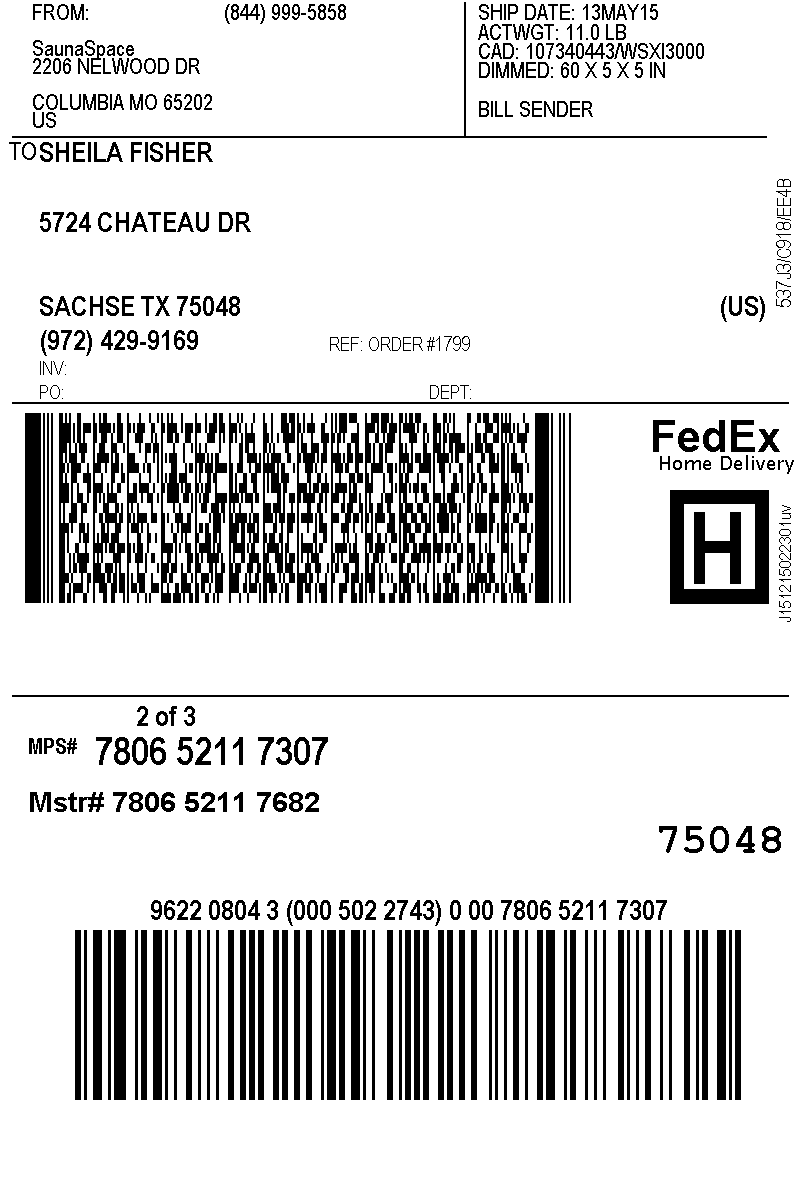 FROM: (844) 999-5858
SaunaSpace
2206 NELWOOD DR
COLUMBIA MO 65202
US
SHIP DATE: 13MAY15
ACTWGT: 11.0 LB
CAD: 107340443/WSXI3000
DIMMED: 60 X 5 X 5 IN
BILL SENDER
TO SHEILA FISHER
5724 CHATEAU DR
SACHSE TX 75048 (US)
(972) 429-9169 REF: ORDER #1799
INV:
PO: DEPT:
537J3/C918/EE4B
FedEx
Home Delivery
H
J151215022301uv
2 of 3
MPS# 7806 5211 7307
Mstr# 7806 5211 7682
75048
9622 0804 3 (000 502 2743) 0 00 7806 5211 7307